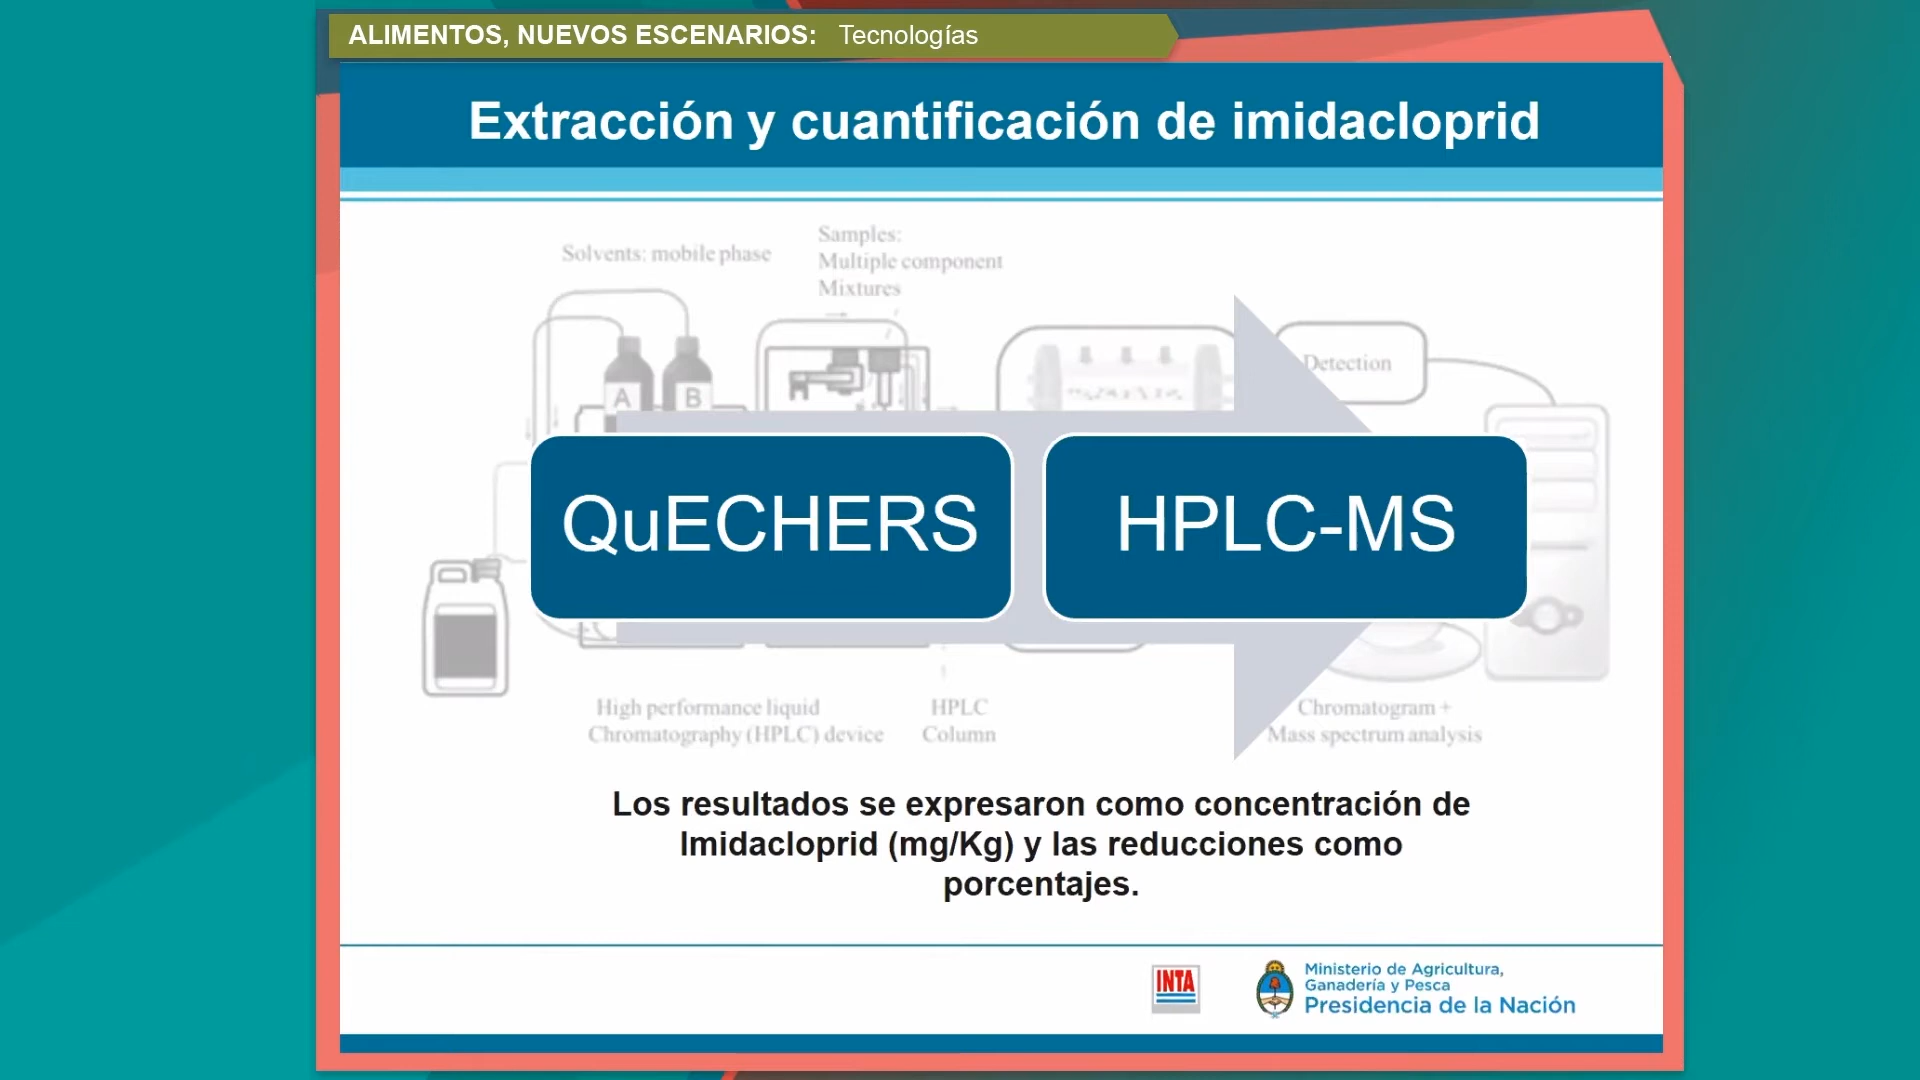 ALIMENTOS, NUEVOS ESCENARIOS: Tecnologías
Extracción y cuantificación de imidacloprid
Solvents: mobile phase
Samples:
Multiple component
Mixtures
Detection
A
B
QuECHERS
HPLC-MS
High performance liquid
Chromatography (HPLC) device
HPLC
Column
Chromatogram +
Mass spectrum analysis
Los resultados se expresaron como concentración de
Imidacloprid (mg/Kg) y las reducciones como
porcentajes.
INTA
Ministerio de Agricultura,
Ganadería y Pesca
Presidencia de la Nación